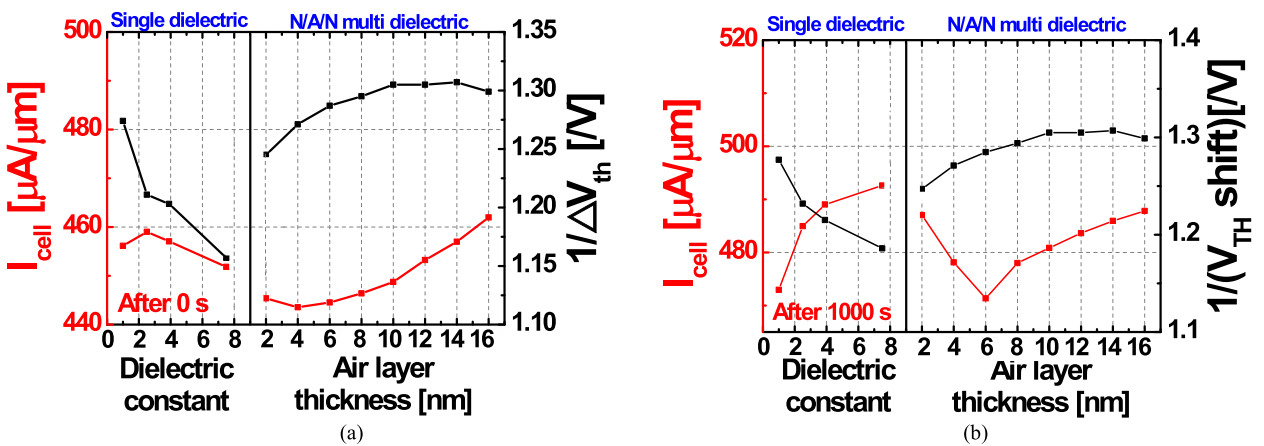 Single dielectric N/A/N multi dielectric
500
480
460
440
I_cell [μA/μm]
1.35
1.30
1.25
1.20
1.15
1.10
1/ΔV_th [/V]
After 0 s
0 2 4 6 8 2 4 6 8 10 12 14 16
Dielectric constant
Air layer thickness [nm]
(a)
Single dielectric N/A/N multi dielectric
520
500
480
I_cell [μA/μm]
1.4
1.3
1.2
1.1
1/(V_TH shift)[/V]
After 1000 s
0 2 4 6 8 2 4 6 8 10 12 14 16
Dielectric constant
Air layer thickness [nm]
(b)